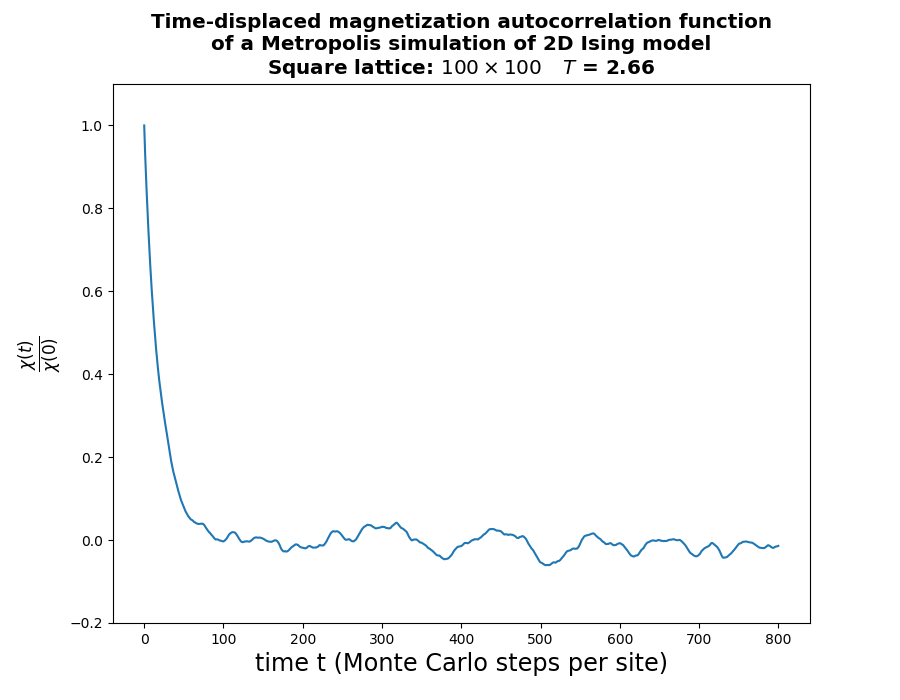 Time-displaced magnetization autocorrelation function
of a Metropolis simulation of 2D Ising model
Square lattice: 100 × 100 T = 2.66
1.0
0.8
0.6
0.4
0.2
0.0
−0.2
χ(t)
χ(0)
0 100 200 300 400 500 600 700 800
time t (Monte Carlo steps per site)